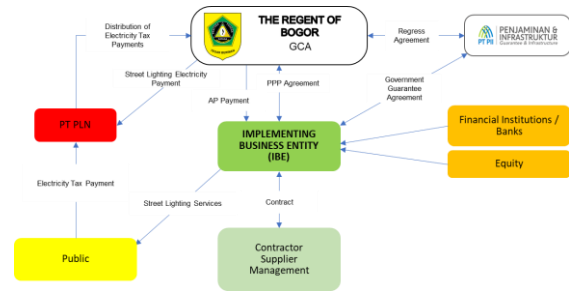 Distribution of
Electricity Tax
Payments
THE REGENT OF
BOGOR
GCA
Regress
Agreement
PT PII
PENJAMINAN &
INFRASTRUKTUR
Guarantee & Infrastructure
Street Lighting Electricity
Payment
PPP Agreement
Government
Guarantee
Agreement
AP Payment
PT PLN
IMPLEMENTING
BUSINESS ENTITY
(IBE)
Financial Institutions /
Banks
Equity
Electricity Tax Payment
Street Lighting Services
Contract
Public
Contractor
Supplier
Management